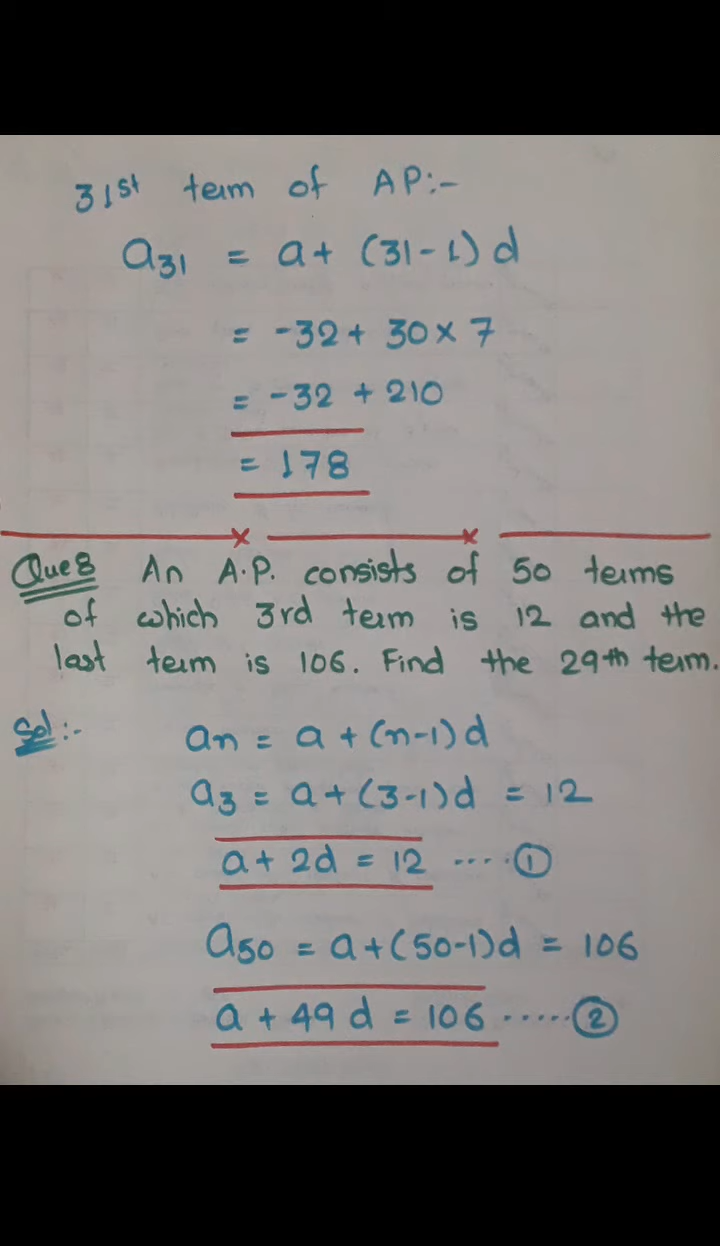 31st term of AP:-
a31 = a + (31-1) d
= -32 + 30 × 7
= -32 + 210
= 178
Que8 An A.P. consists of 50 terms
of which 3rd term is 12 and the
last term is 106. Find the 29th term.
Sol:- an = a + (n-1) d
a3 = a + (3-1) d = 12
a + 2d = 12 ---- ①
a50 = a + (50-1) d = 106
a + 49 d = 106 ..... ②